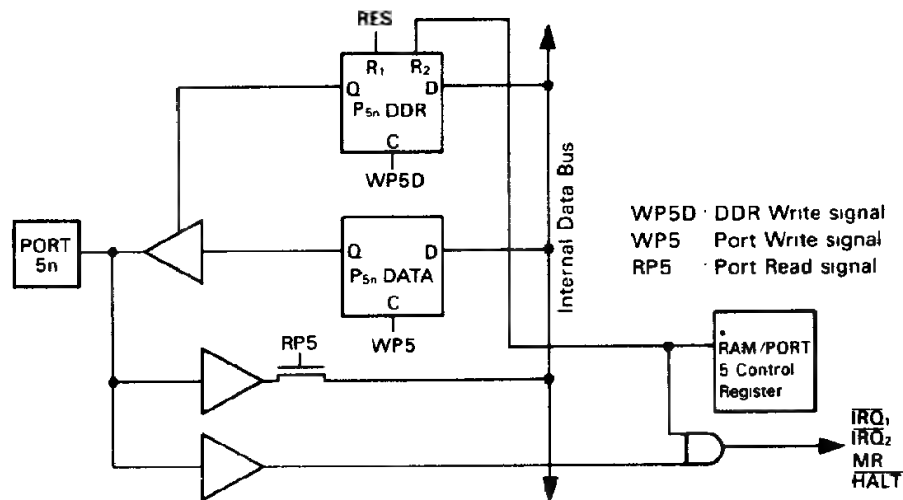 RES
R1 R2
Q D
P5n DDR
C
WP5D
Internal Data Bus
PORT
5n
Q D
P5n DATA
C
WP5
WP5D · DDR Write signal
WP5 Port Write signal
RP5 · Port Read signal
RP5
RAM/PORT
5 Control
Register
IRQ1
IRQ2
MR
HALT